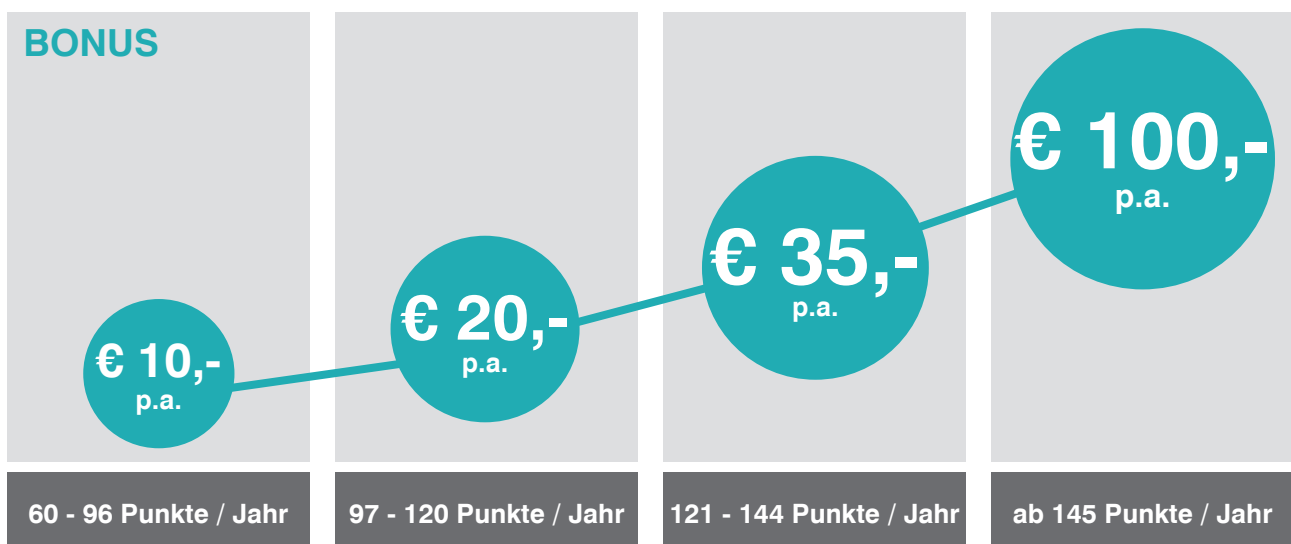 BONUS
€ 10,-
p.a.
€ 20,-
p.a.
€ 35,-
p.a.
€ 100,-
p.a.
60 - 96 Punkte / Jahr
97 - 120 Punkte / Jahr
121 - 144 Punkte / Jahr
ab 145 Punkte / Jahr